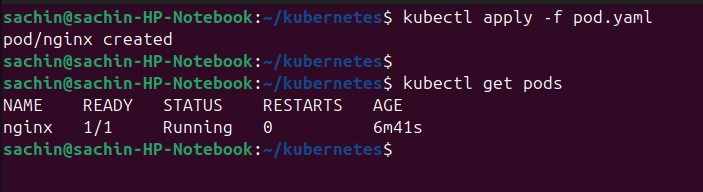 sachin@sachin-HP-Notebook:~/kubernetes$ kubectl apply -f pod.yaml
pod/nginx created
sachin@sachin-HP-Notebook:~/kubernetes$
sachin@sachin-HP-Notebook:~/kubernetes$ kubectl get pods
NAME    READY   STATUS    RESTARTS   AGE
nginx   1/1     Running   0          6m41s
sachin@sachin-HP-Notebook:~/kubernetes$